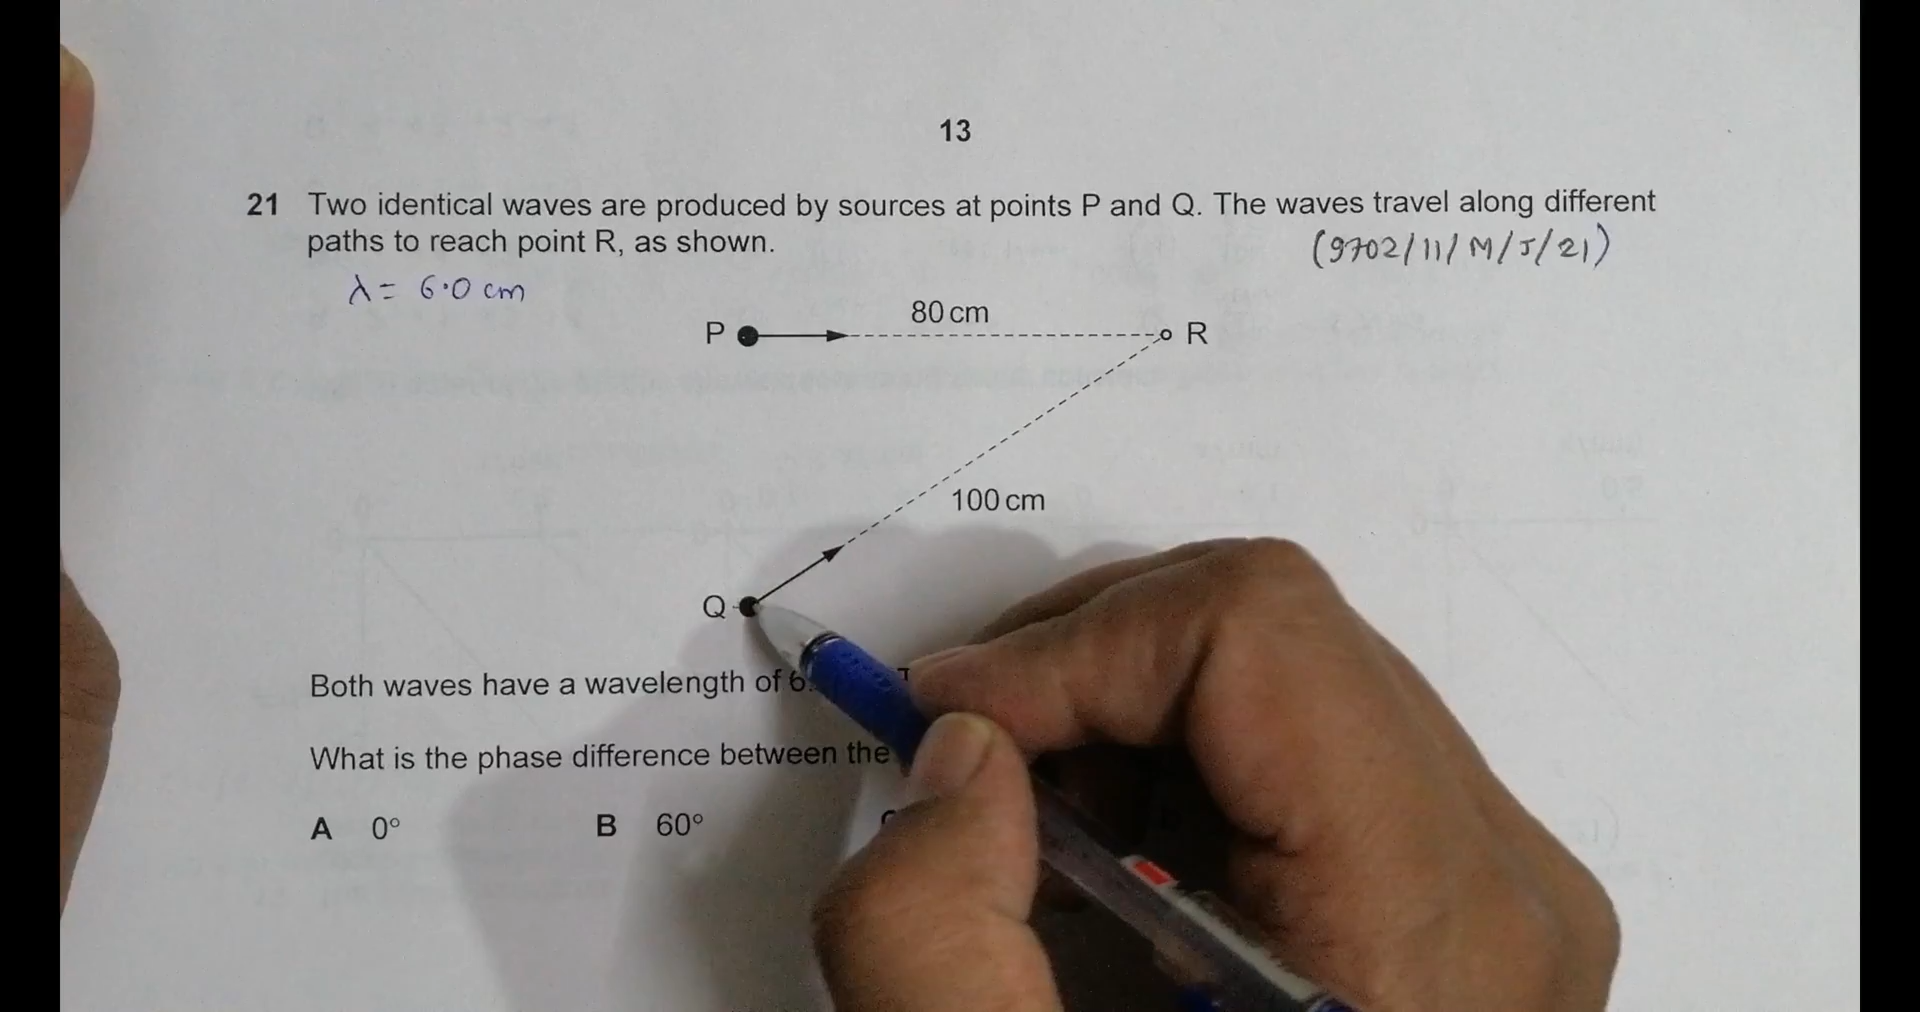 13
21 Two identical waves are produced by sources at points P and Q. The waves travel along different
paths to reach point R, as shown.
(9702/11/M/J/21)
λ = 6.0 cm
80 cm
P
R
100 cm
Q
Both waves have a wavelength of
What is the phase difference between the
A 0°
B 60°